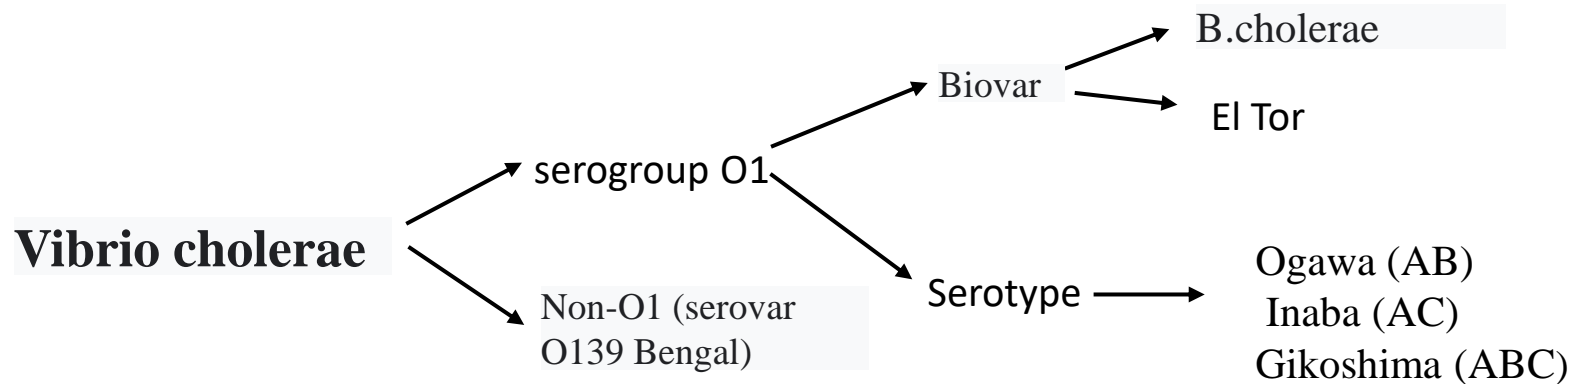 B.cholerae
Biovar
El Tor
serogroup O1
Vibrio cholerae
Ogawa (AB)
Serotype
Inaba (AC)
Non-O1 (serovar
O139 Bengal)
Gikoshima (ABC)